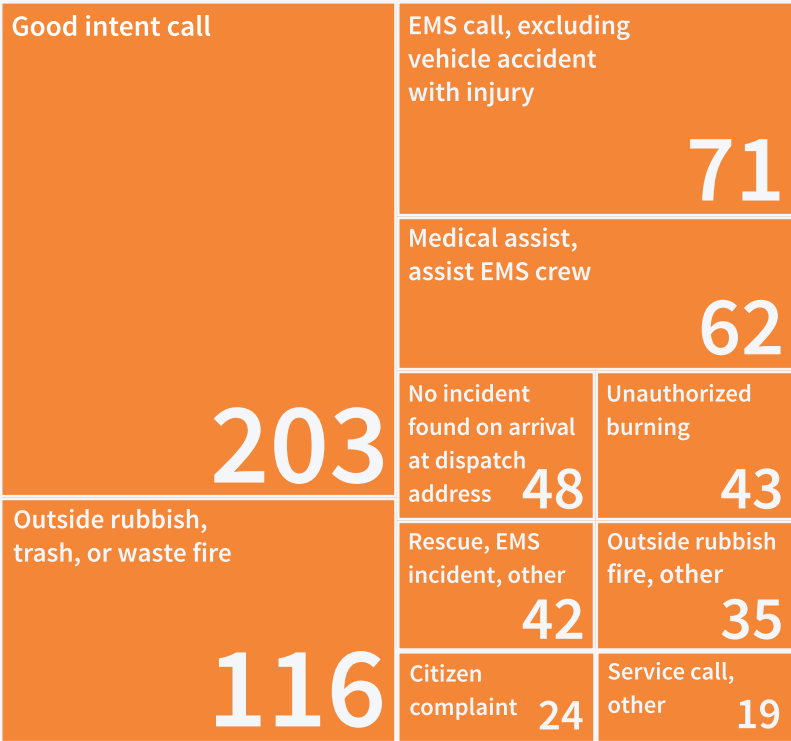 Good intent call
203
Outside rubbish,
trash, or waste fire
116
EMS call, excluding
vehicle accident
with injury
71
Medical assist,
assist EMS crew
62
No incident
found on arrival
at dispatch
address 48
Unauthorized
burning
43
Rescue, EMS
incident, other
42
Outside rubbish
fire, other
35
Citizen
complaint 24
Service call,
other 19